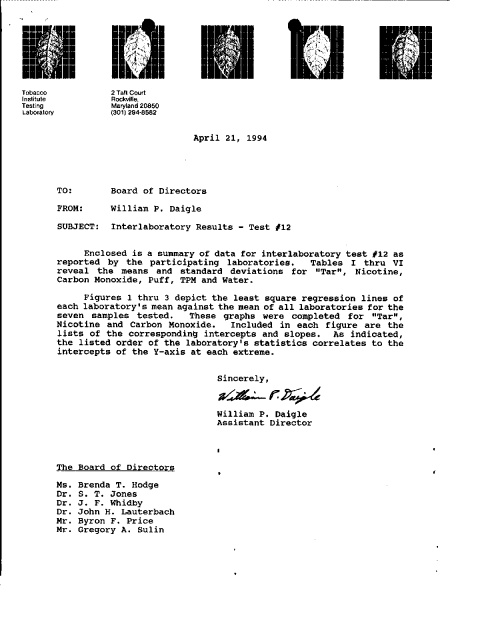 Tobacco
Institute
Testing
Laboratory
2 Taft Court
Rockville,
Maryland 20850
(301) 294-8582
April 21, 1994
TO: Board of Directors
FROM: William P. Daigle
SUBJECT: Interlaboratory Results - Test #12
Enclosed is a summary of data for interlaboratory test #12 as
reported by the participating laboratories. Tables I thru VI
reveal the means and standard deviations for "Tar", Nicotine,
Carbon Monoxide, Puff, TPM and Water.
Figures 1 thru 3 depict the least square regression lines of
each laboratory's mean against the mean of all laboratories for the
seven samples tested. These graphs were completed for "Tar",
Nicotine and Carbon Monoxide. Included in each figure are the
lists of the corresponding intercepts and slopes. As indicated,
the listed order of the laboratory's statistics correlates to the
intercepts of the Y-axis at each extreme.
Sincerely,
William P. Daigle
William P. Daigle
Assistant Director
The Board of Directors
Ms. Brenda T. Hodge
Dr. S. T. Jones
Dr. J. F. Whidby
Dr. John H. Lauterbach
Mr. Byron F. Price
Mr. Gregory A. Sulin